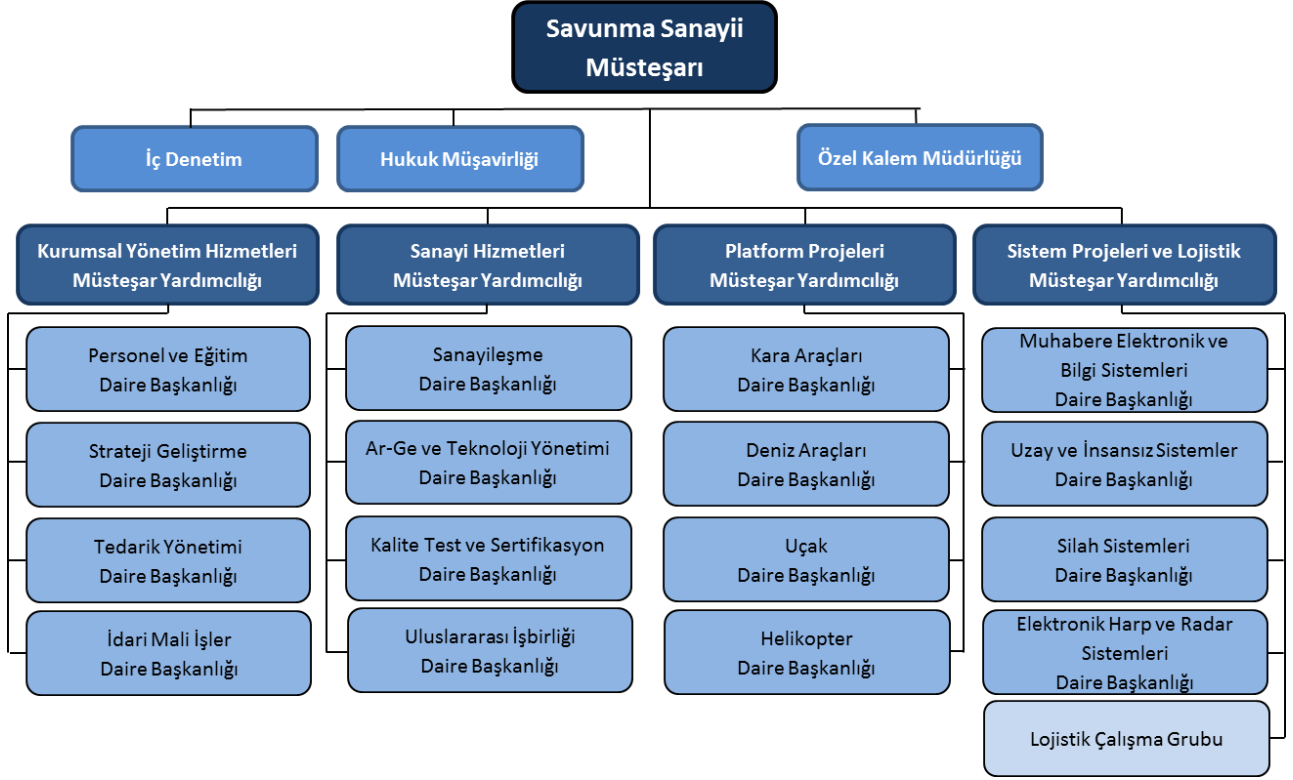 Savunma Sanayii
Müsteşarı
İç Denetim
Hukuk Müşavirliği
Özel Kalem Müdürlüğü
Kurumsal Yönetim Hizmetleri
Müsteşar Yardımcılığı
Sanayi Hizmetleri
Müsteşar Yardımcılığı
Platform Projeleri
Müsteşar Yardımcılığı
Sistem Projeleri ve Lojistik
Müsteşar Yardımcılığı
Personel ve Eğitim
Daire Başkanlığı
Strateji Geliştirme
Daire Başkanlığı
Tedarik Yönetimi
Daire Başkanlığı
İdari Mali İşler
Daire Başkanlığı
Sanayileşme
Daire Başkanlığı
Ar-Ge ve Teknoloji Yönetimi
Daire Başkanlığı
Kalite Test ve Sertifikasyon
Daire Başkanlığı
Uluslararası İşbirliği
Daire Başkanlığı
Kara Araçları
Daire Başkanlığı
Deniz Araçları
Daire Başkanlığı
Uçak
Daire Başkanlığı
Helikopter
Daire Başkanlığı
Muhabere Elektronik ve
Bilgi Sistemleri
Daire Başkanlığı
Uzay ve İnsansız Sistemler
Daire Başkanlığı
Silah Sistemleri
Daire Başkanlığı
Elektronik Harp ve Radar
Sistemleri
Daire Başkanlığı
Lojistik Çalışma Grubu